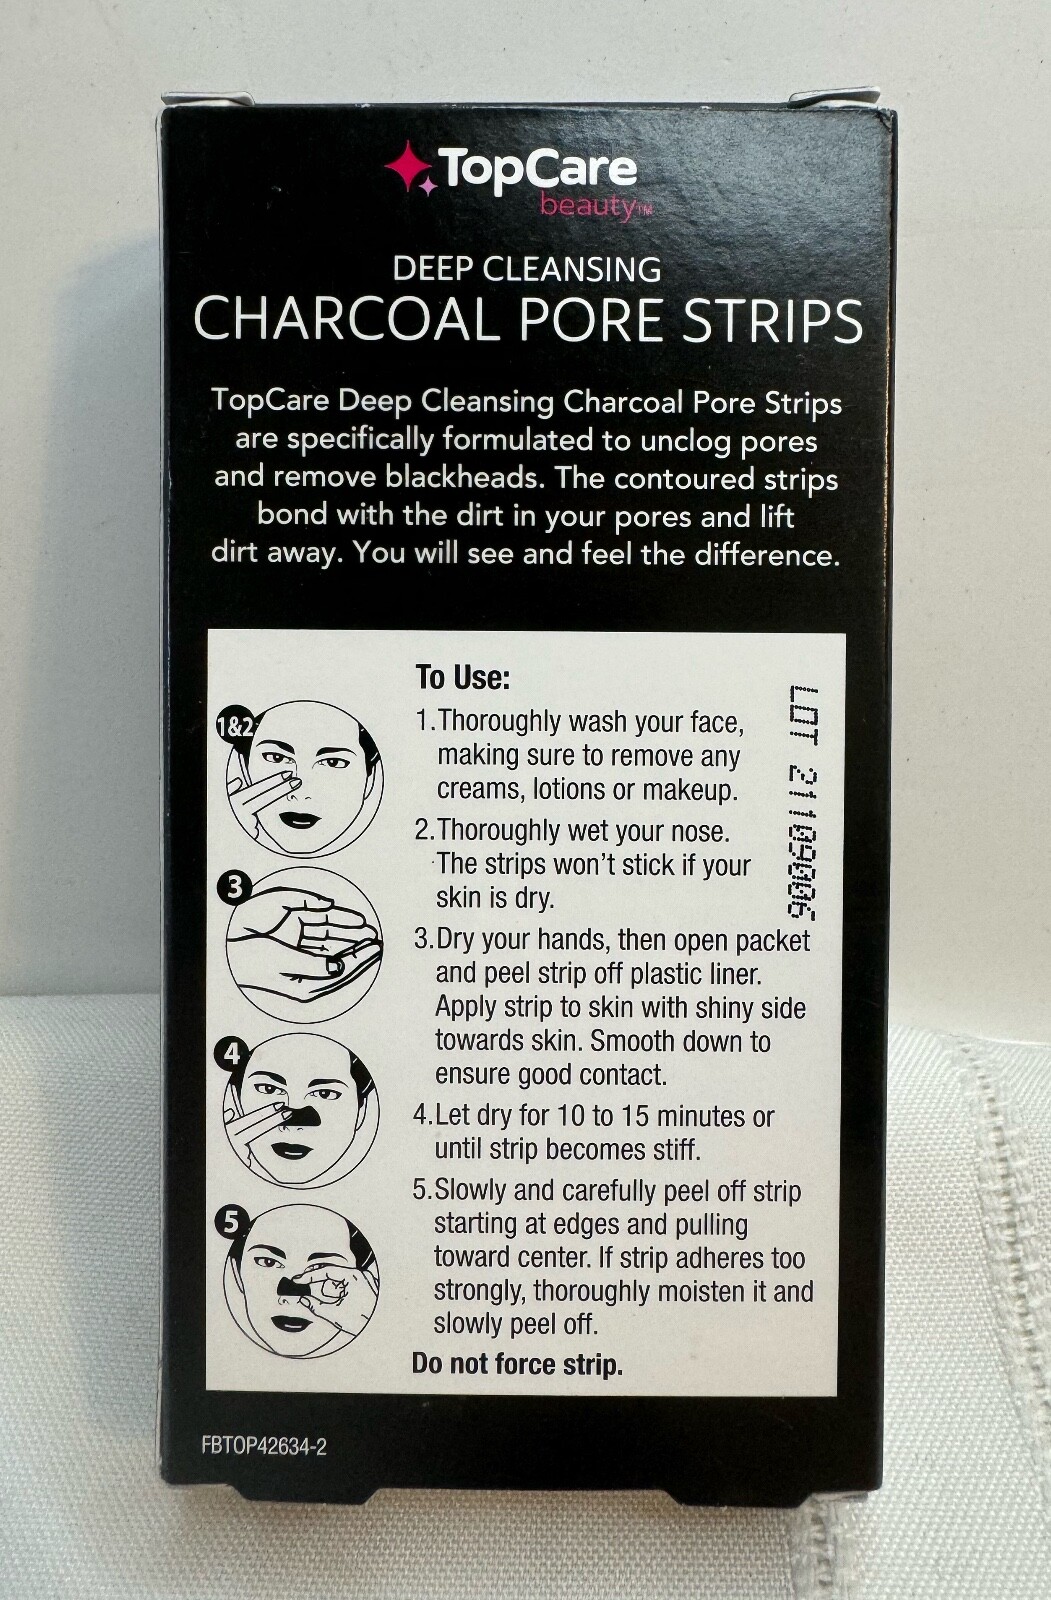 TopCare
beauty™
DEEP CLEANSING
CHARCOAL PORE STRIPS
TopCare Deep Cleansing Charcoal Pore Strips
are specifically formulated to unclog pores
and remove blackheads. The contoured strips
bond with the dirt in your pores and lift
dirt away. You will see and feel the difference.
To Use:
1&2
1.Thoroughly wash your face,
making sure to remove any
creams, lotions or makeup.
2.Thoroughly wet your nose.
The strips won't stick if your
skin is dry.
3
3.Dry your hands, then open packet
and peel strip off plastic liner.
Apply strip to skin with shiny side
towards skin. Smooth down to
ensure good contact.
4
4.Let dry for 10 to 15 minutes or
until strip becomes stiff.
5
5.Slowly and carefully peel off strip
starting at edges and pulling
toward center. If strip adheres too
strongly, thoroughly moisten it and
slowly peel off.
Do not force strip.
LOT 211090006
FBTOP42634-2